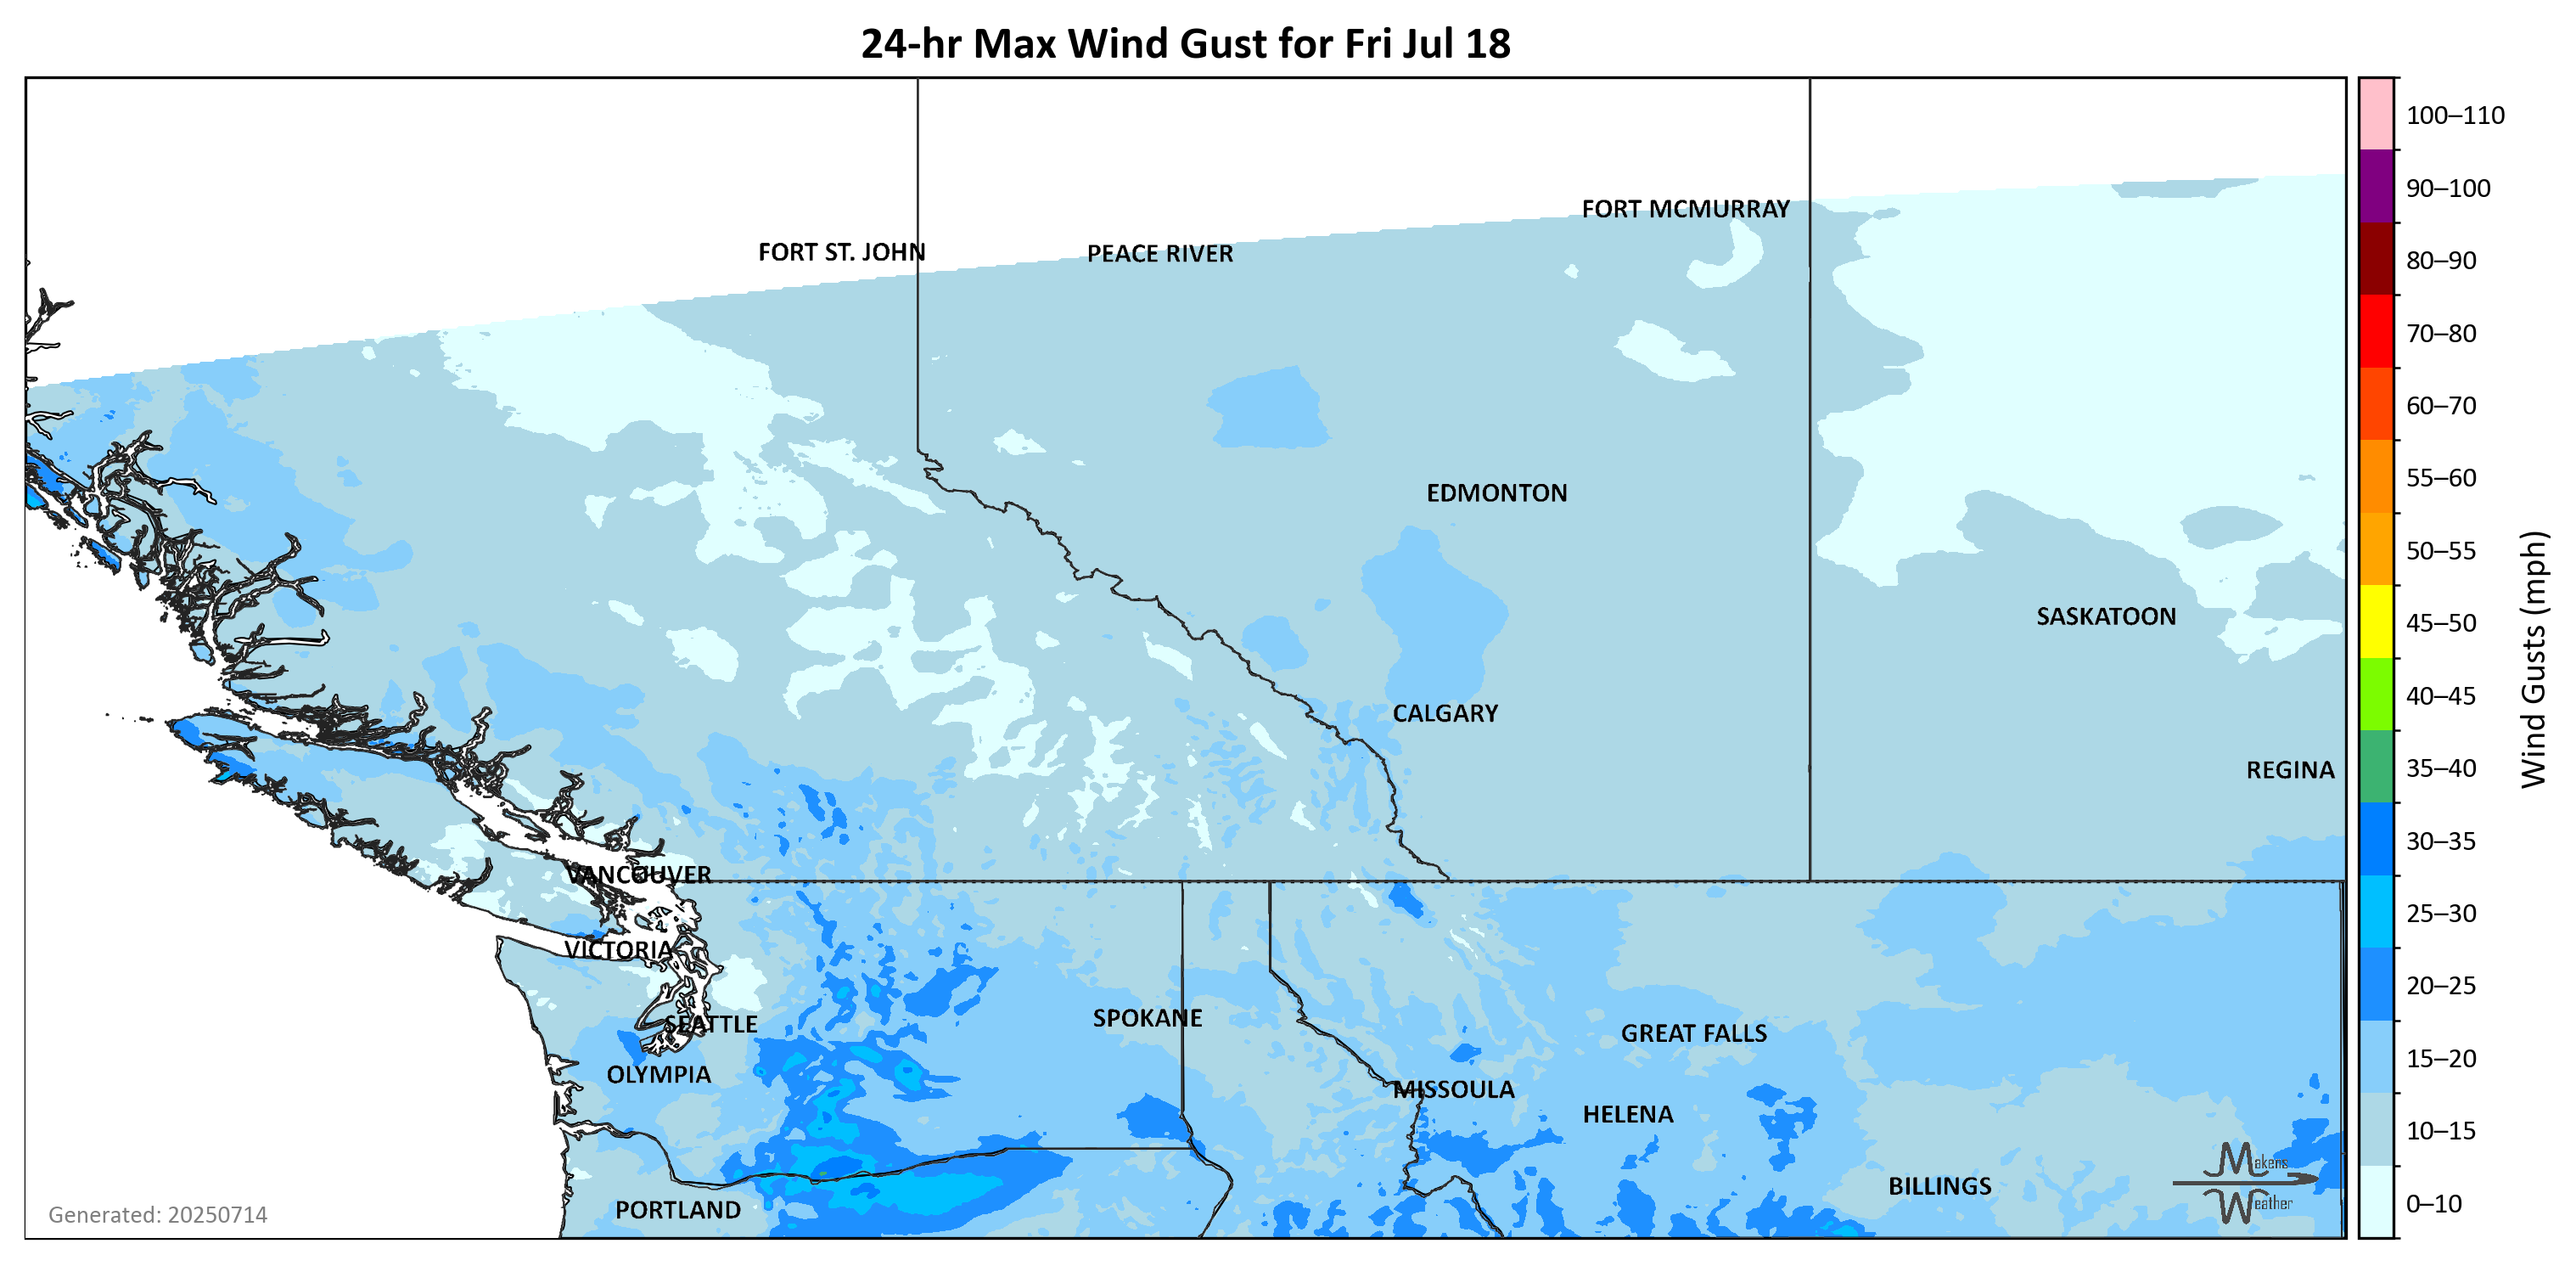 24-hr Max Wind Gust for Fri Jul 18
100–110
90–100
80–90
70–80
60–70
55–60
50–55
45–50
40–45
35–40
30–35
25–30
20–25
15–20
10–15
0–10
Wind Gusts (mph)
FORT MCMURRAY
FORT ST. JOHN
PEACE RIVER
EDMONTON
SASKATOON
CALGARY
REGINA
VANCOUVER
VICTORIA
SEATTLE
SPOKANE
GREAT FALLS
OLYMPIA
MISSOULA
HELENA
BILLINGS
PORTLAND
Makers
Weather
Generated: 20250714